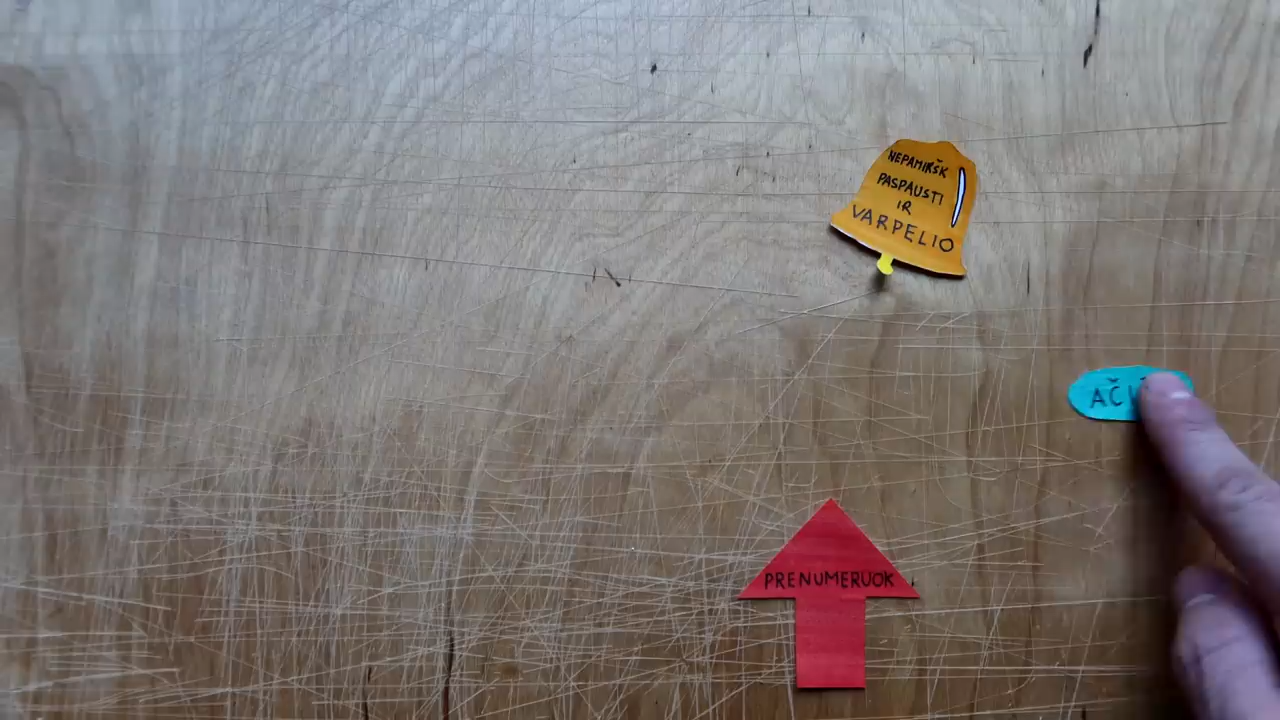 NEPAMIRŠK
PASPAUSTI
IR
VARPELIO
PRENUMERUOK